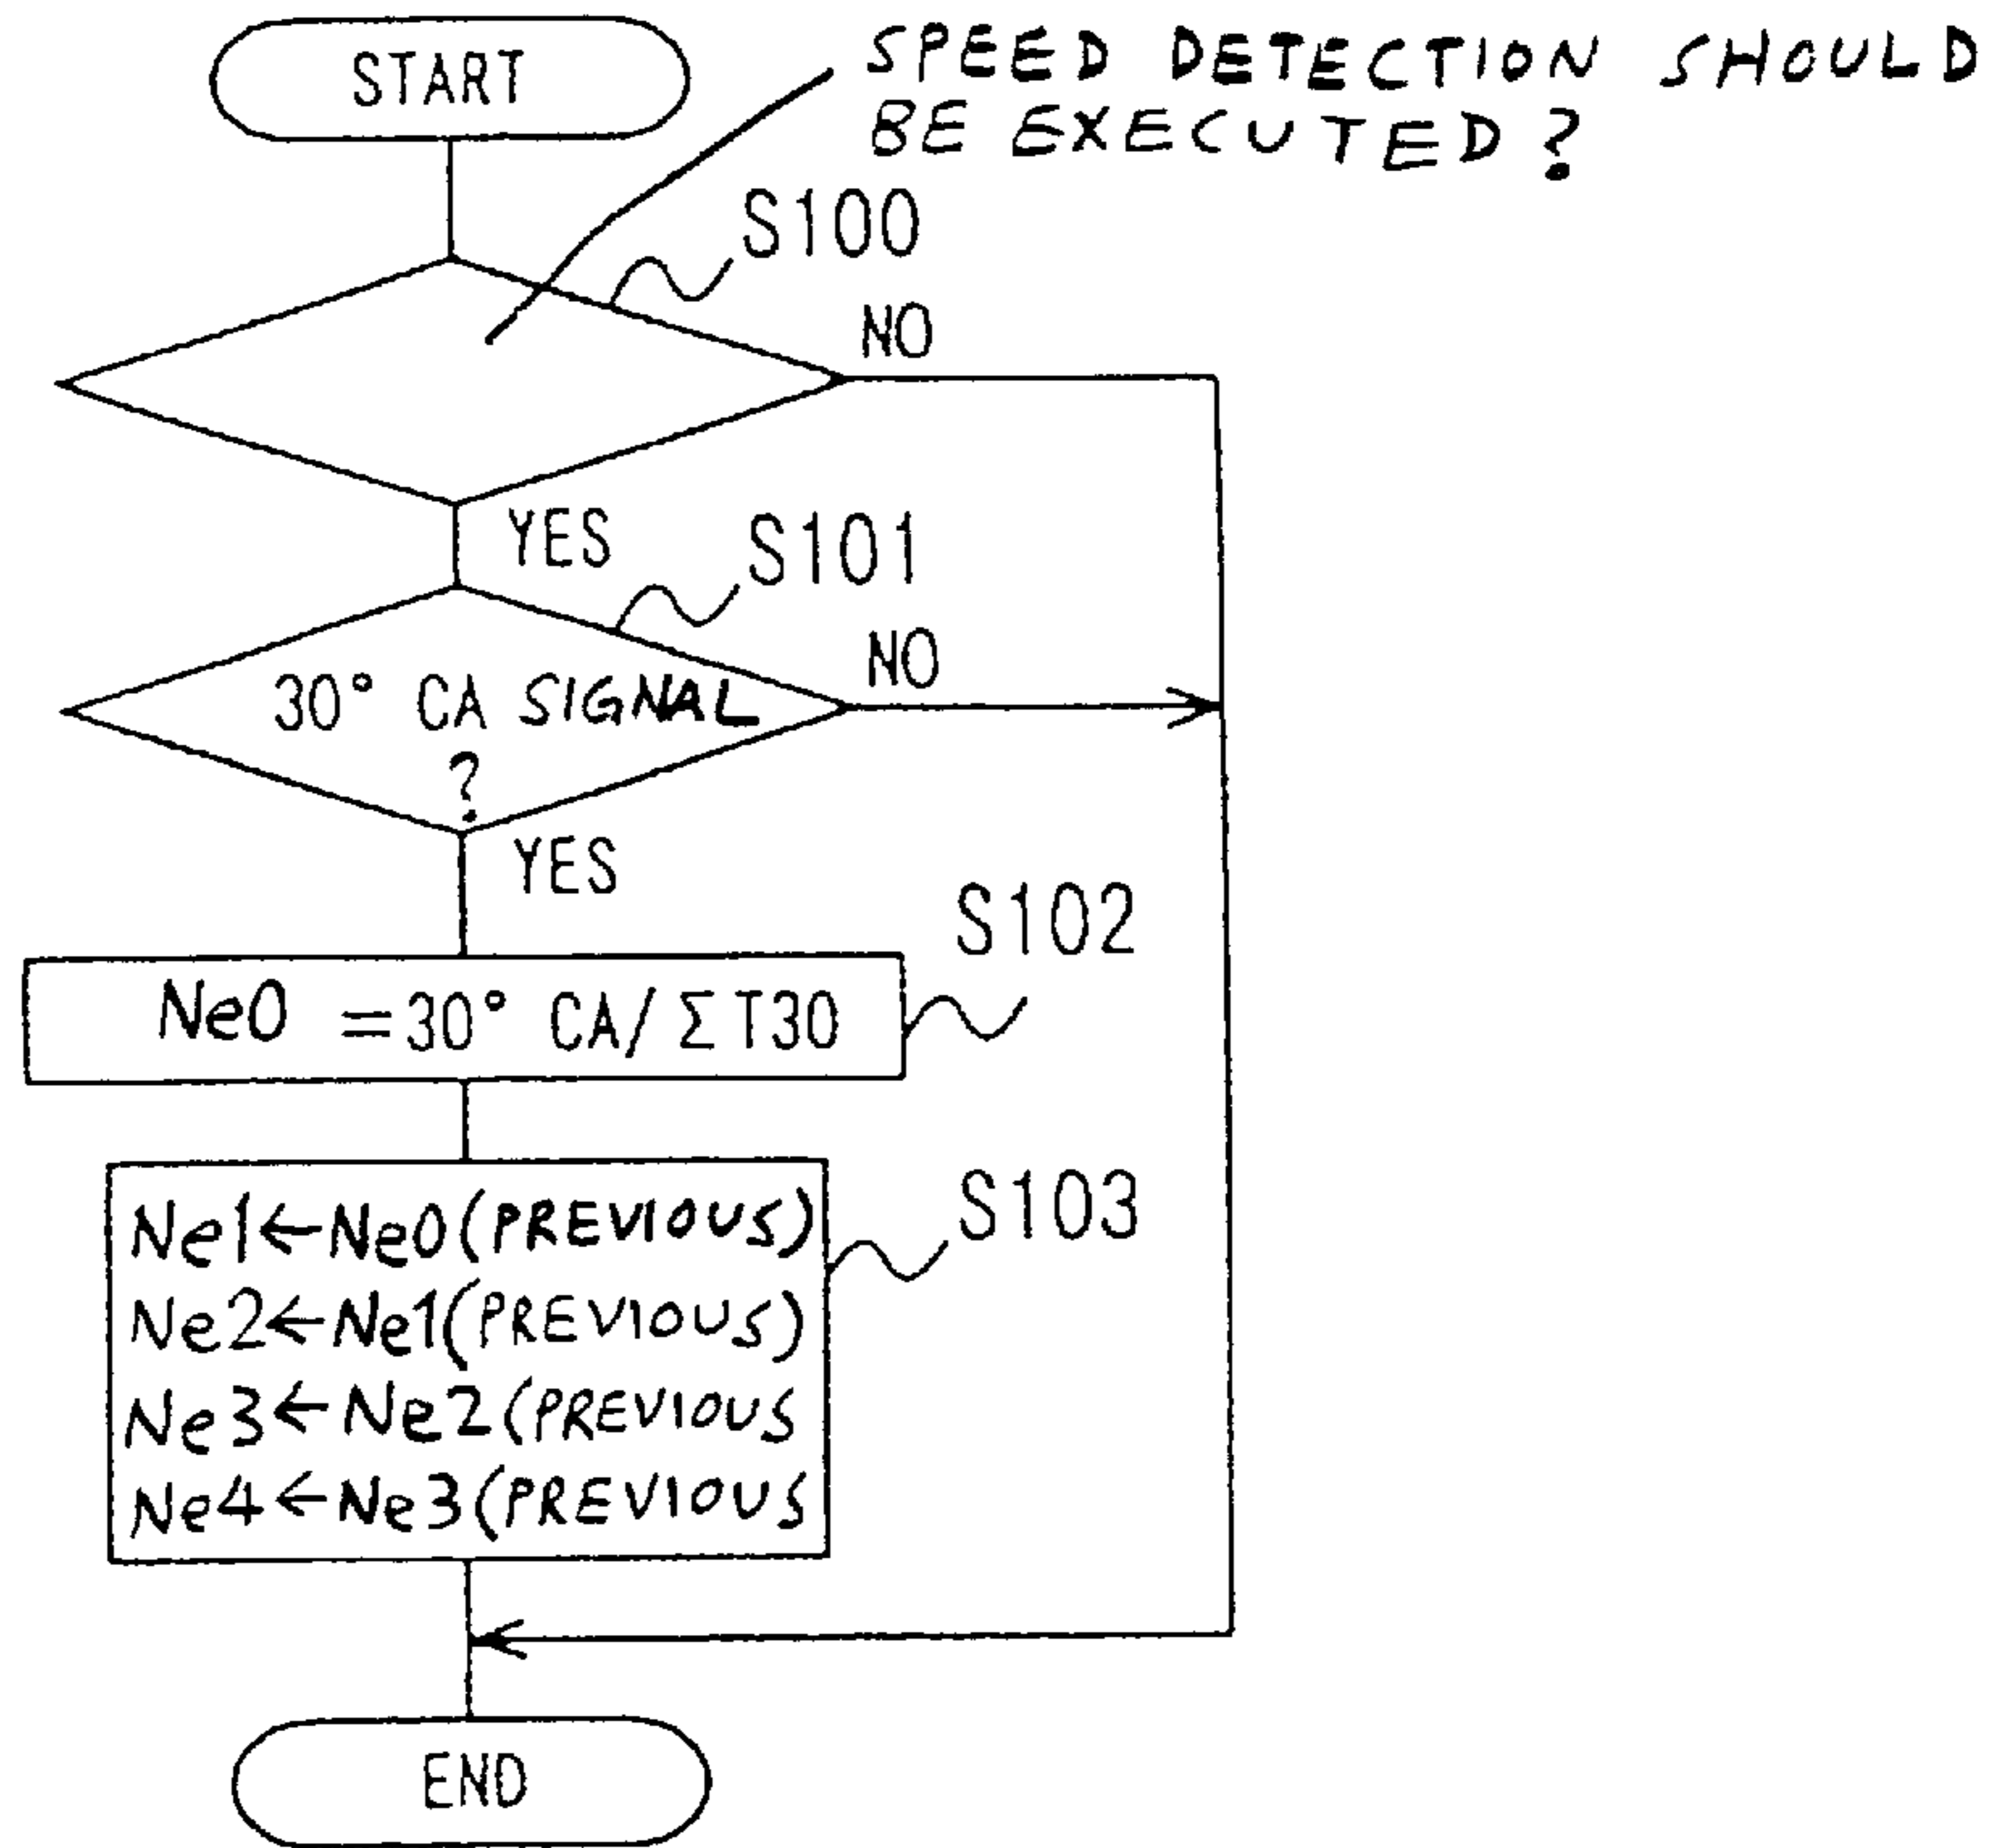 START
SPEED DETECTION SHOULD
BE EXECUTED ?
S100
NO
YES
S101
30° CA SIGNAL
?
NO
YES
S102
Ne0 =30° CA/ Σ T30
S103
Ne1←Ne0(PREVIOUS)
Ne2←Ne1(PREVIOUS)
Ne3←Ne2(PREVIOUS
Ne4←Ne3(PREVIOUS
END